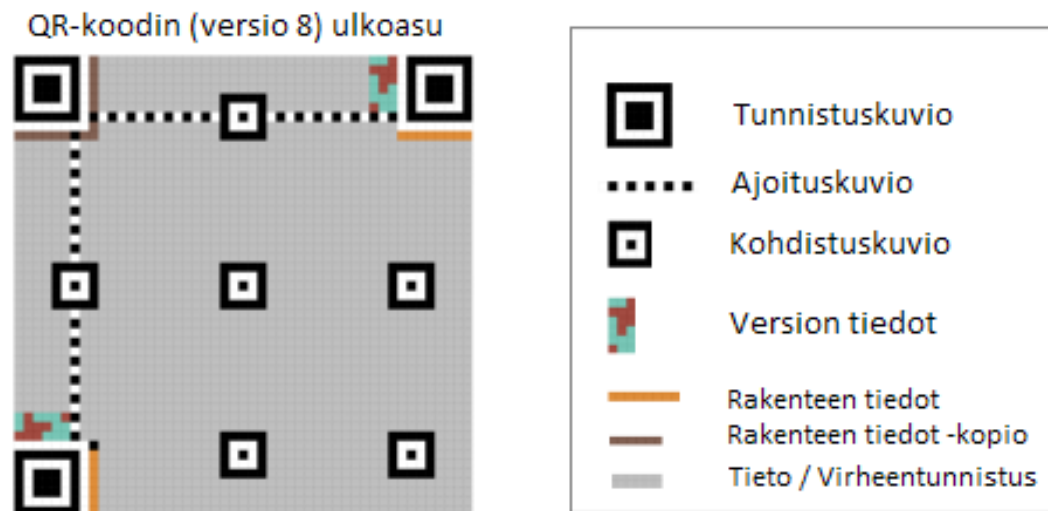 QR-koodin (versio 8) ulkoasu
Tunnistuskuvio
Ajoituskuvio
Kohdistuskuvio
Version tiedot
Rakenteen tiedot
Rakenteen tiedot -kopio
Tieto / Virheentunnistus